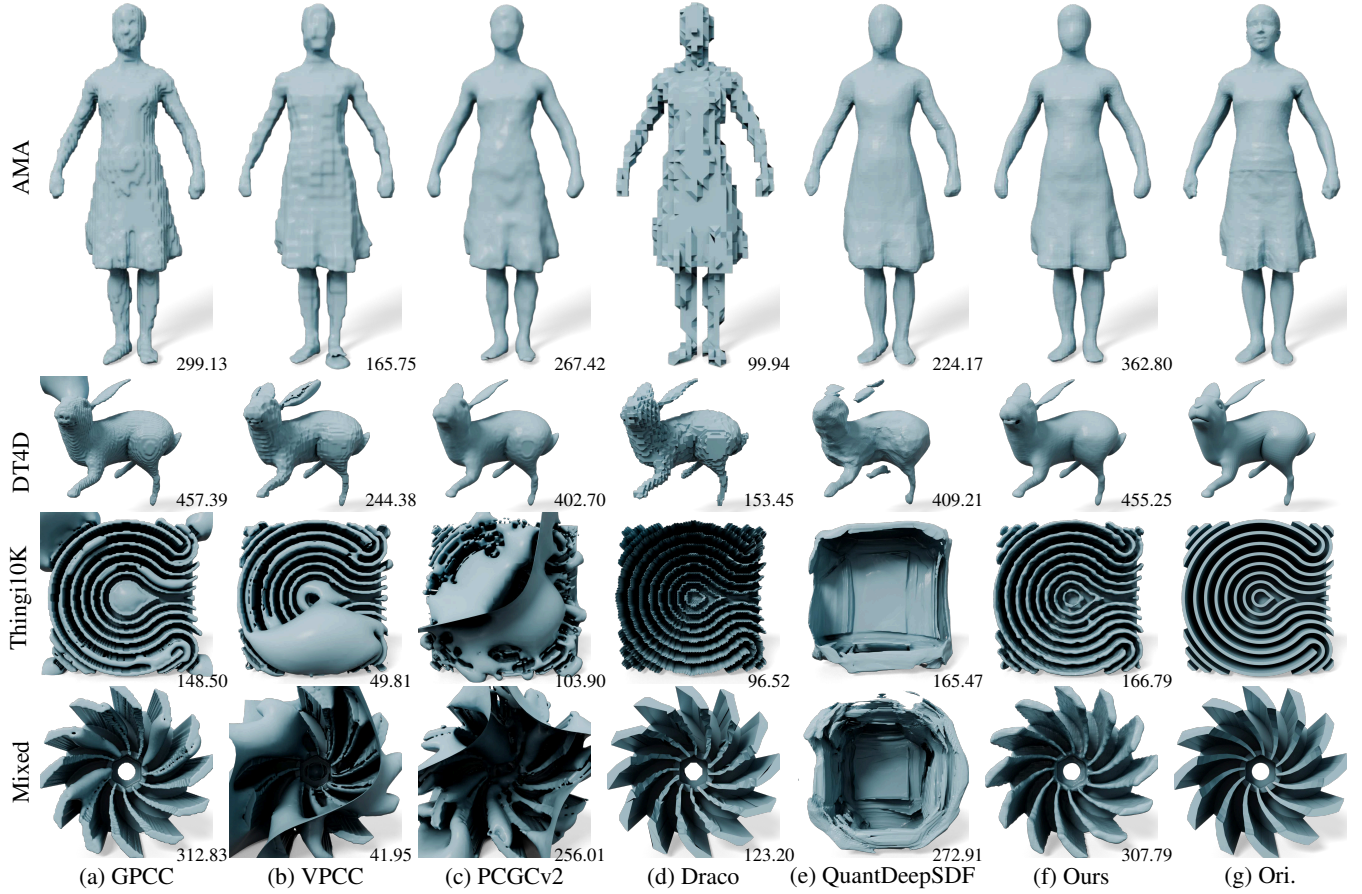 AMA
299.13 165.75 267.42 99.94 224.17 362.80
DT4D
457.39 244.38 402.70 153.45 409.21 455.25
Thingi10K
148.50 49.81 103.90 96.52 165.47 166.79
Mixed
312.83 41.95 256.01 123.20 272.91 307.79
(a) GPCC (b) VPCC (c) PCGCv2 (d) Draco (e) QuantDeepSDF (f) Ours (g) Ori.